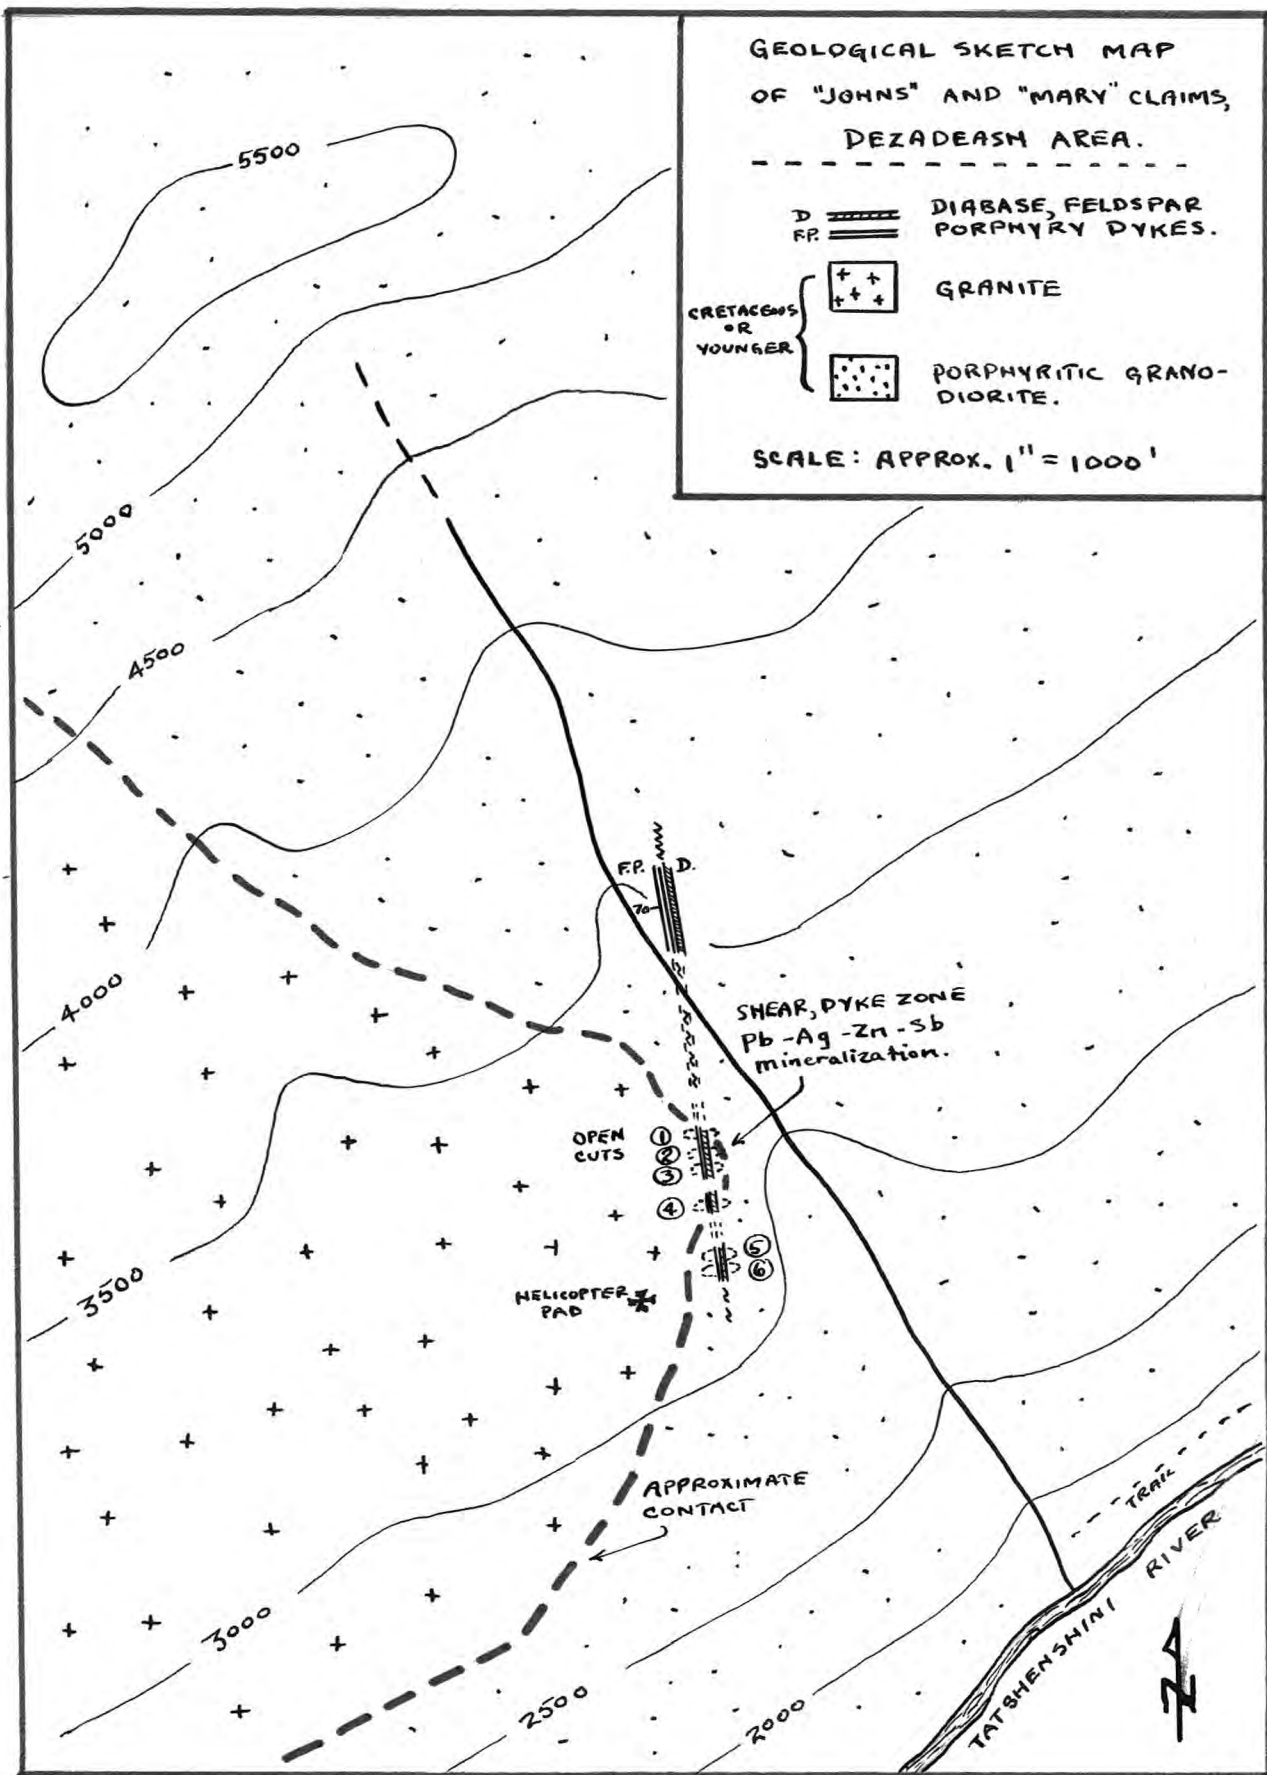 GEOLOGICAL SKETCH MAP
OF "JOHNS" AND "MARY" CLAIMS,
DEZADEASH AREA.
D
F.P.
DIABASE, FELDSPAR
PORPHYRY DYKES.
CRETACEOUS
OR
YOUNGER
GRANITE
PORPHYRITIC GRANO-
DIORITE.
SCALE: APPROX. 1" = 1000'
5500
5000
4500
F.P.
D.
70
4000
SHEAR, DYKE ZONE
Pb-Ag-Zn-Sb
mineralization.
OPEN
CUTS
1
2
3
4
5
6
3500
HELICOPTER
PAD
APPROXIMATE
CONTACT
TRAIL
TATSHENSHINI RIVER
3000
2500
2000
N